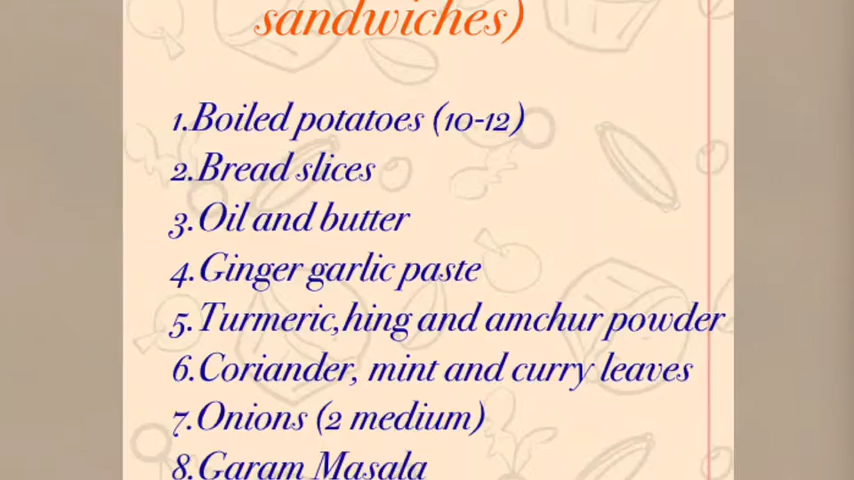 sandwiches)
1.Boiled potatoes (10-12)
2.Bread slices
3.Oil and butter
4.Ginger garlic paste
5.Turmeric,hing and amchur powder
6.Coriander, mint and curry leaves
7.Onions (2 medium)
8.Garam Masala